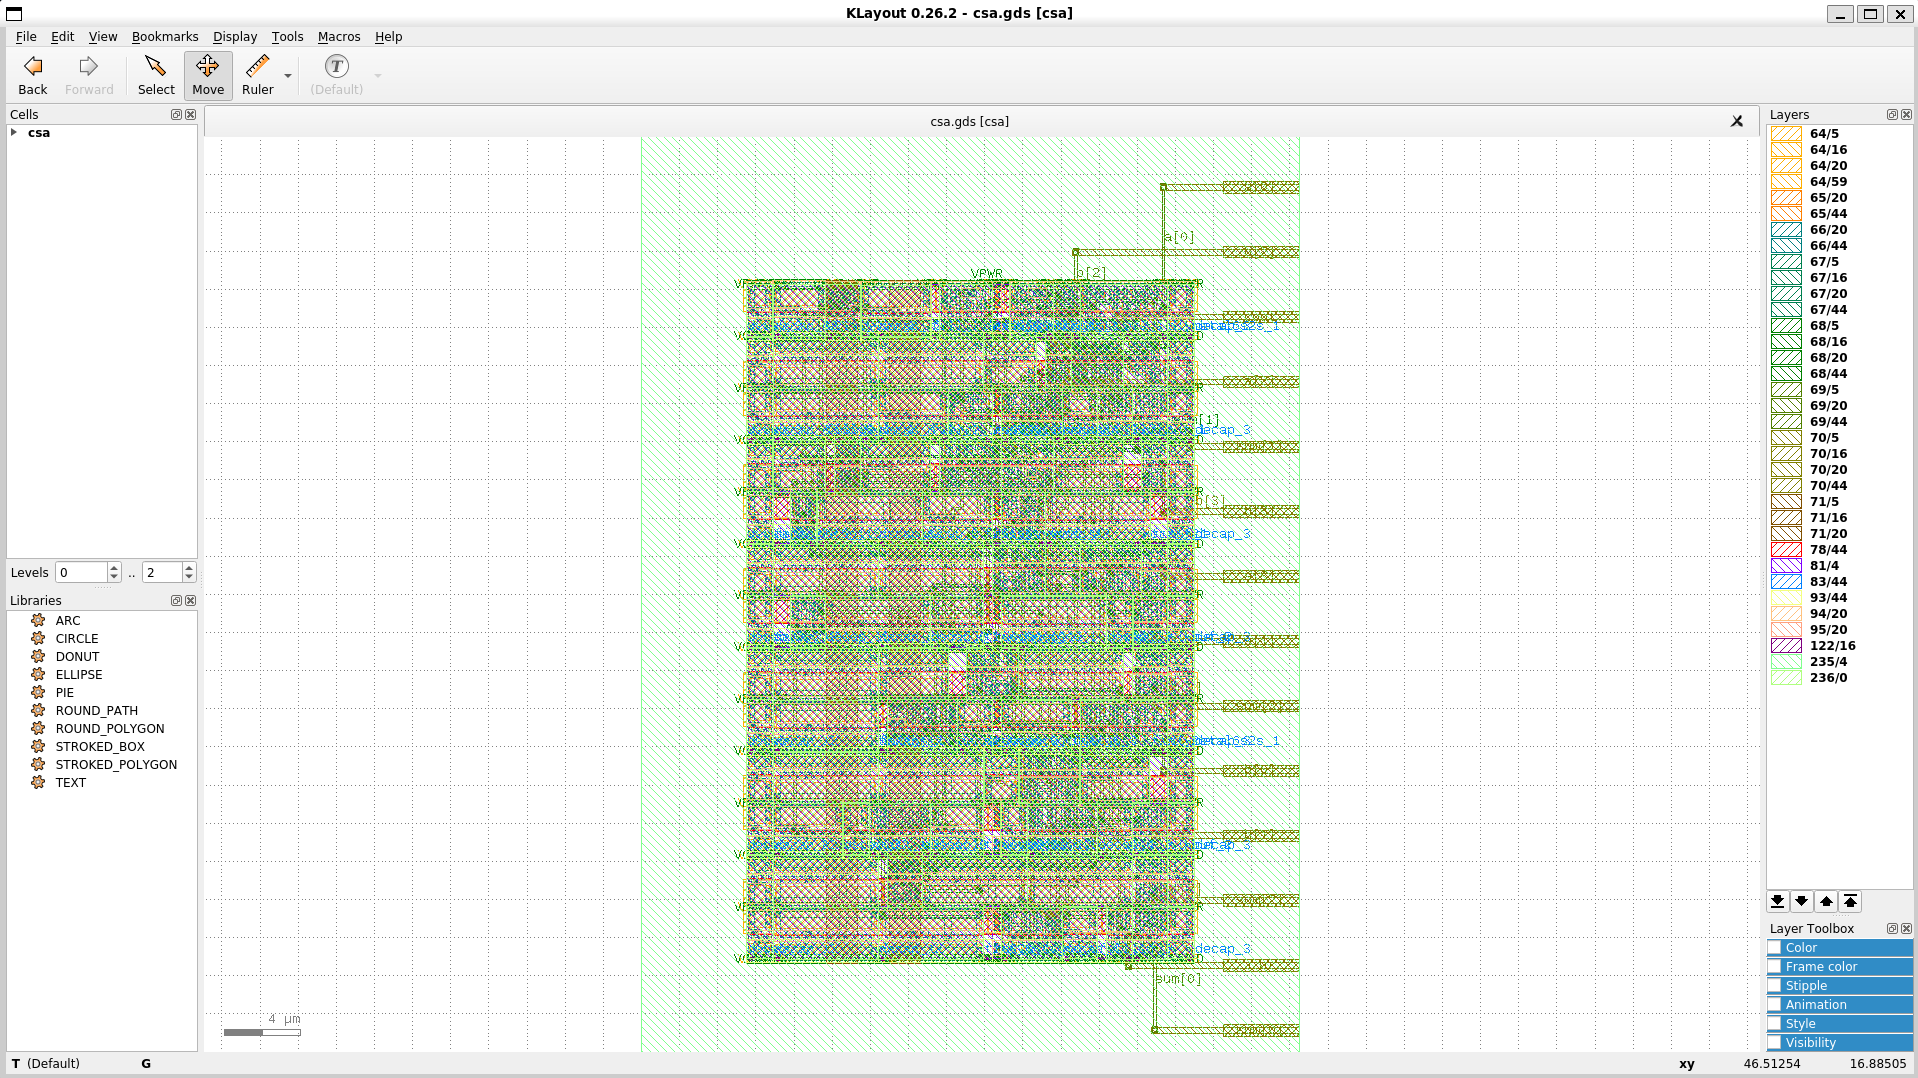 KLayout 0.26.2 - csa.gds [csa]
File Edit View Bookmarks Display Tools Macros Help
Back Forward Select Move Ruler T (Default)
Cells
csa
Levels 0 .. 2
Libraries
ARC
CIRCLE
DONUT
ELLIPSE
PIE
ROUND_PATH
ROUND_POLYGON
STROKED_BOX
STROKED_POLYGON
TEXT
csa.gds [csa]
a[0]
VPWR
decap_3
decap_3
decap_3
sum[0]
4 μm
Layers
64/5
64/16
64/20
64/59
65/20
65/44
66/20
66/44
67/5
67/16
67/20
67/44
68/5
68/16
68/20
68/44
69/5
69/20
69/44
70/5
70/16
70/20
70/44
71/5
71/16
71/20
78/44
81/4
83/44
93/44
94/20
95/20
122/16
235/4
236/0
Layer Toolbox
Color
Frame color
Stipple
Animation
Style
Visibility
T (Default) G xy 46.51254 16.88505